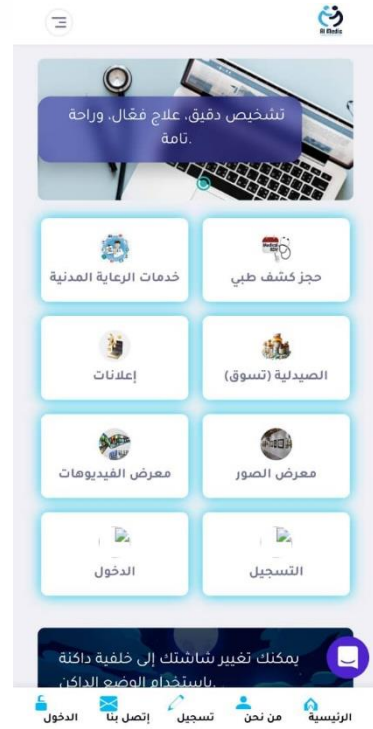 Al Medic
تشخيص دقيق، علاج فعّال، وراحة
تامة.
حجز كشف طبي
خدمات الرعاية المدنية
الصيدلية (تسوق)
إعلانات
معرض الصور
معرض الفيديوهات
التسجيل
الدخول
يمكنك تغيير شاشتك إلى خلفية داكنة
باستخدام الوضع الداكن.
الرئيسية
من نحن
تسجيل
إتصل بنا
الدخول